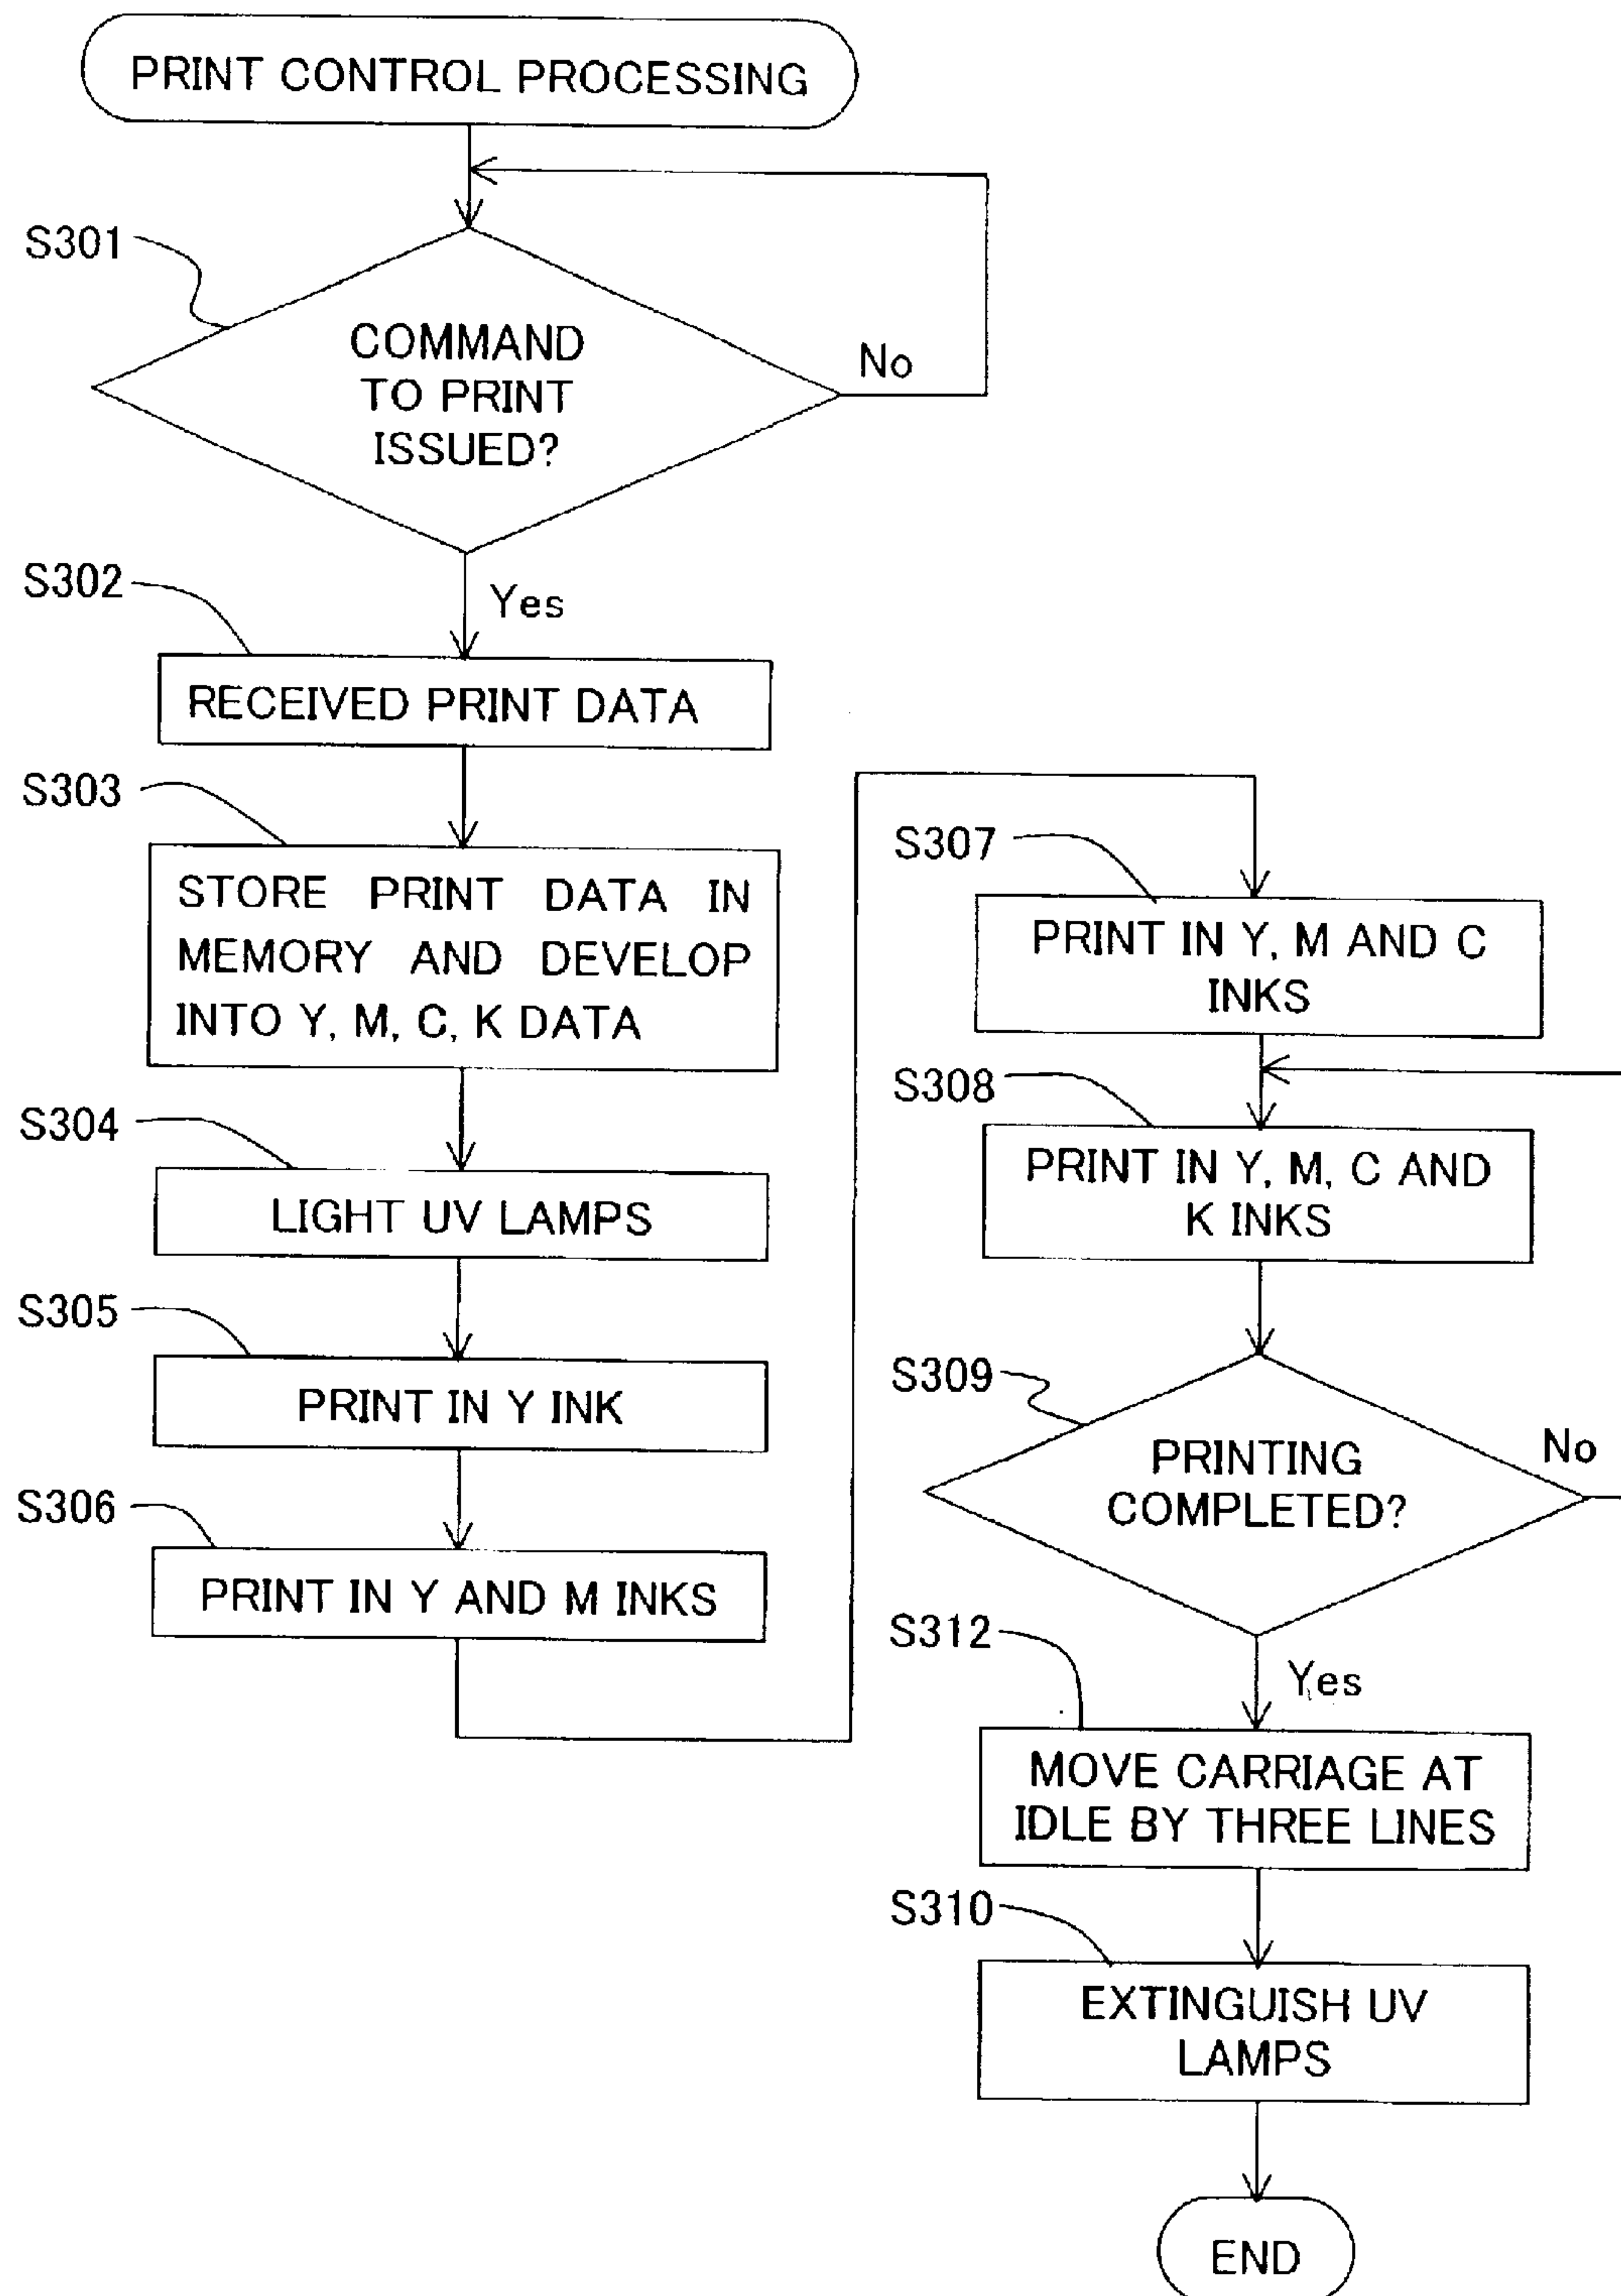 PRINT CONTROL PROCESSING
S301
COMMAND
TO PRINT
ISSUED?
No
Yes
S302
RECEIVED PRINT DATA
S303
STORE PRINT DATA IN
MEMORY AND DEVELOP
INTO Y, M, C, K DATA
S304
LIGHT UV LAMPS
S305
PRINT IN Y INK
S306
PRINT IN Y AND M INKS
S307
PRINT IN Y, M AND C
INKS
S308
PRINT IN Y, M, C AND
K INKS
S309
PRINTING
COMPLETED?
No
Yes
S312
MOVE CARRIAGE AT
IDLE BY THREE LINES
S310
EXTINGUISH UV
LAMPS
END